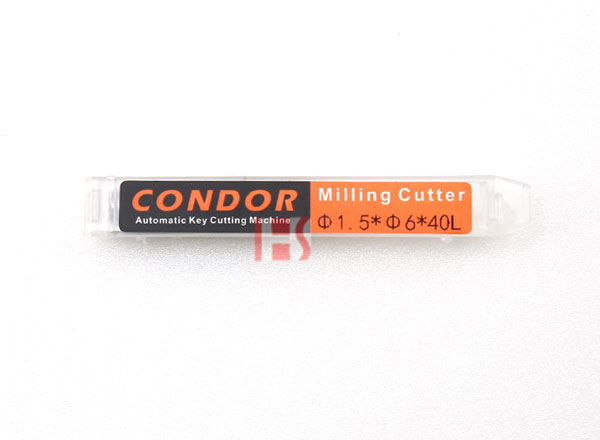 CONDOR
Automatic Key Cutting Machine
Milling Cutter
Φ1.5*Φ6*40L